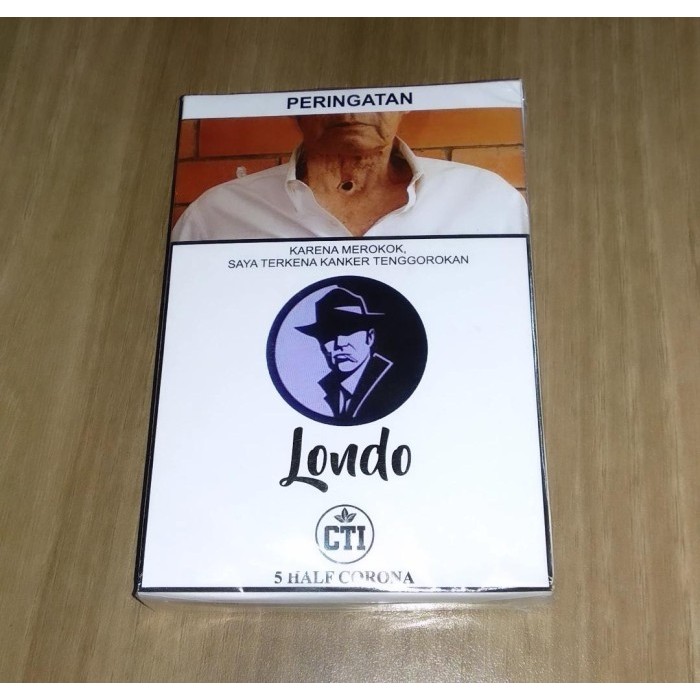 PERINGATAN
KARENA MEROKOK,
SAYA TERKENA KANKER TENGGOROKAN
Londo
CTI
5 HALF CORONA